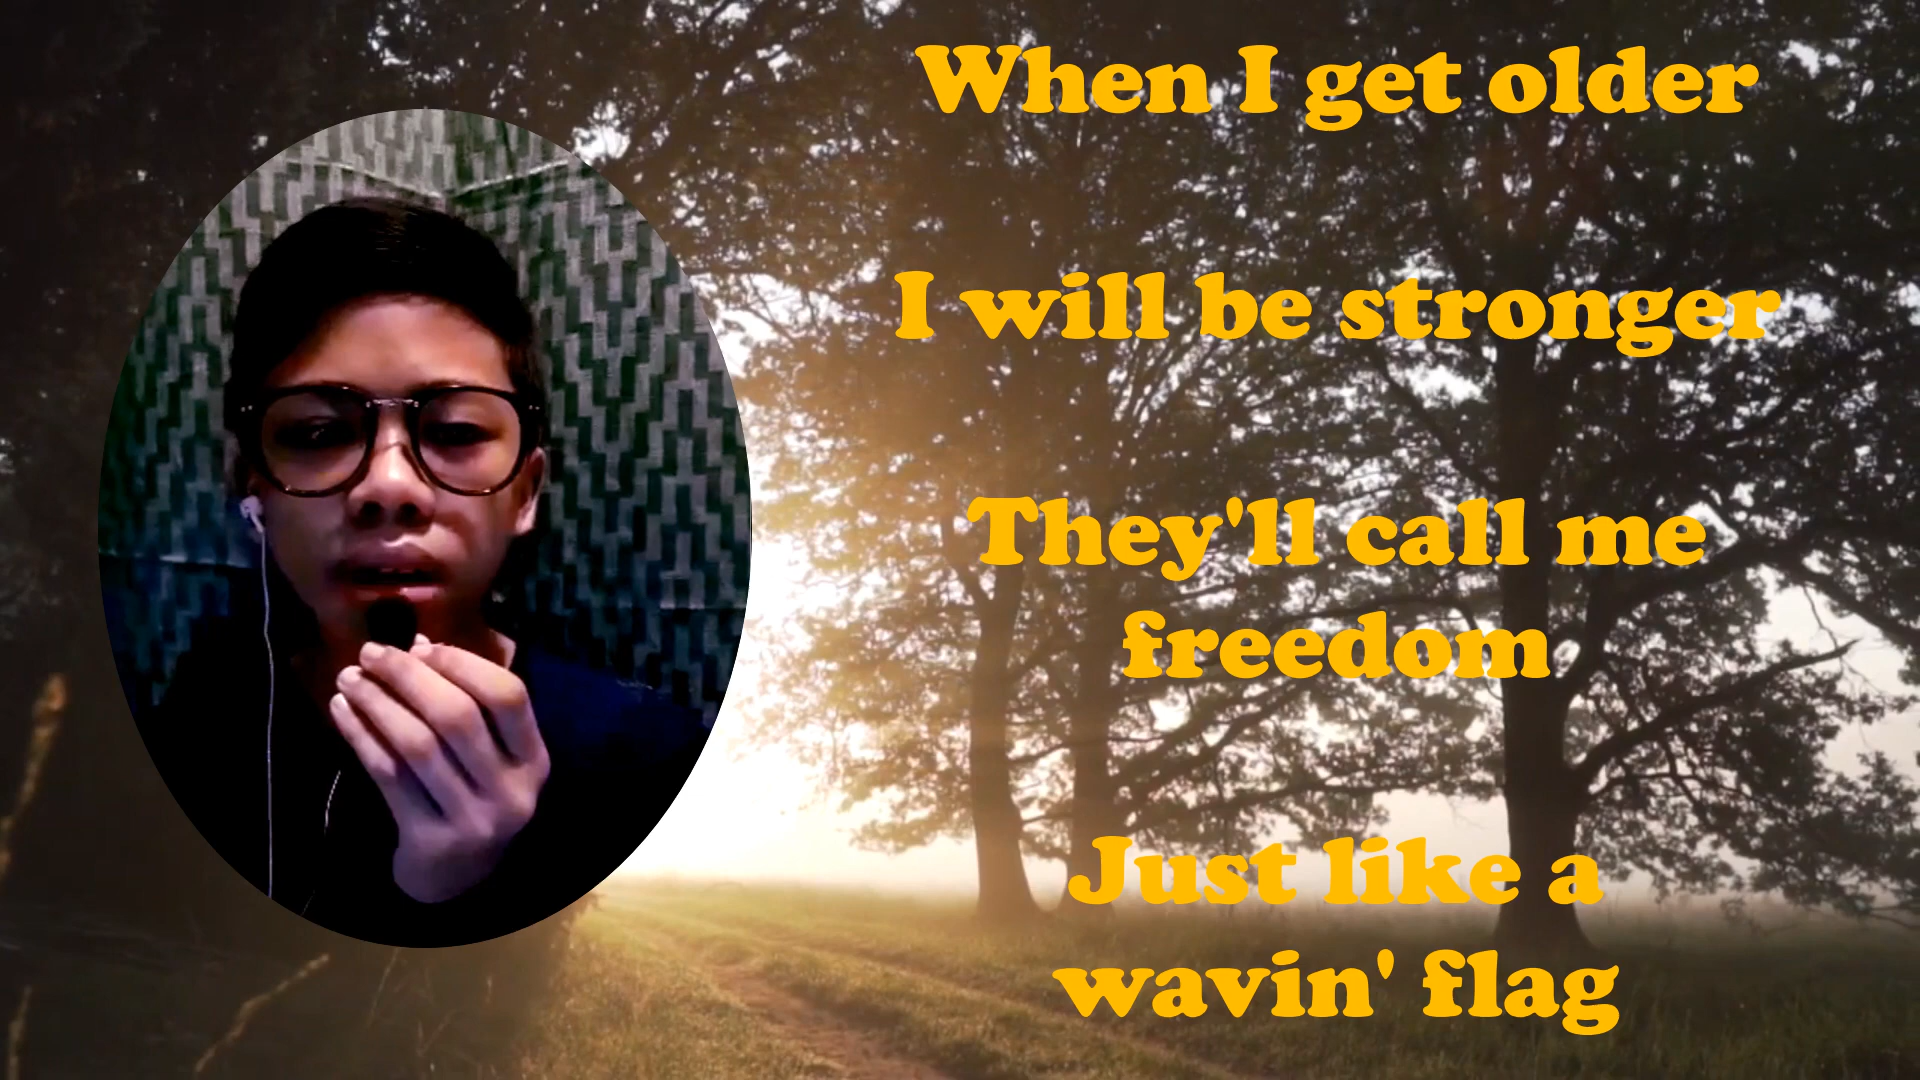 When I get older
I will be stronger
They'll call me
freedom
Just like a
wavin' flag